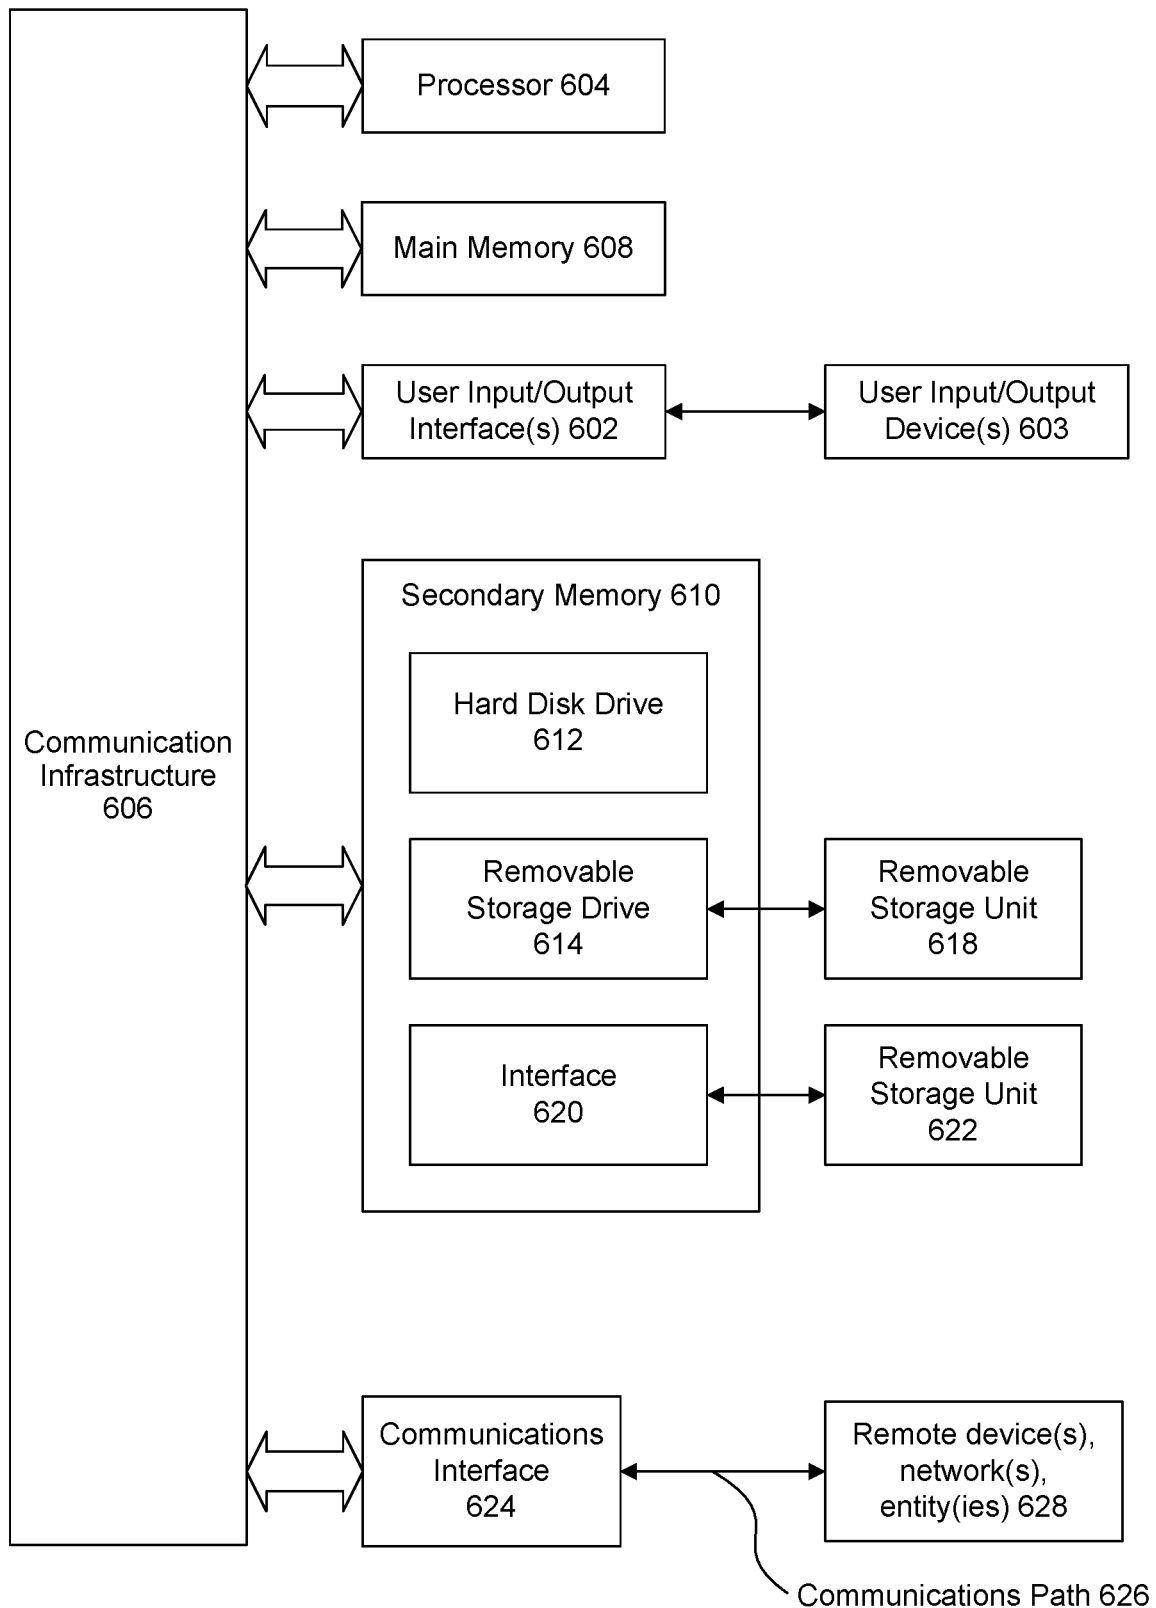 Processor 604
Main Memory 608
User Input/Output
Interface(s) 602
User Input/Output
Device(s) 603
Secondary Memory 610
Hard Disk Drive
612
Communication
Infrastructure
606
Removable
Storage Drive
614
Removable
Storage Unit
618
Interface
620
Removable
Storage Unit
622
Communications
Interface
624
Remote device(s),
network(s),
entity(ies) 628
Communications Path 626